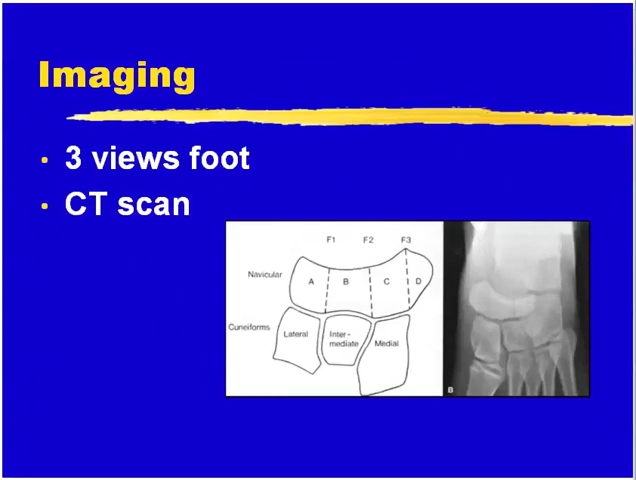 Imaging
• 3 views foot
• CT scan
F1 F2 F3
Navicular
A B C D
Cuneiforms
Lateral
Inter-
mediate
Medial
B